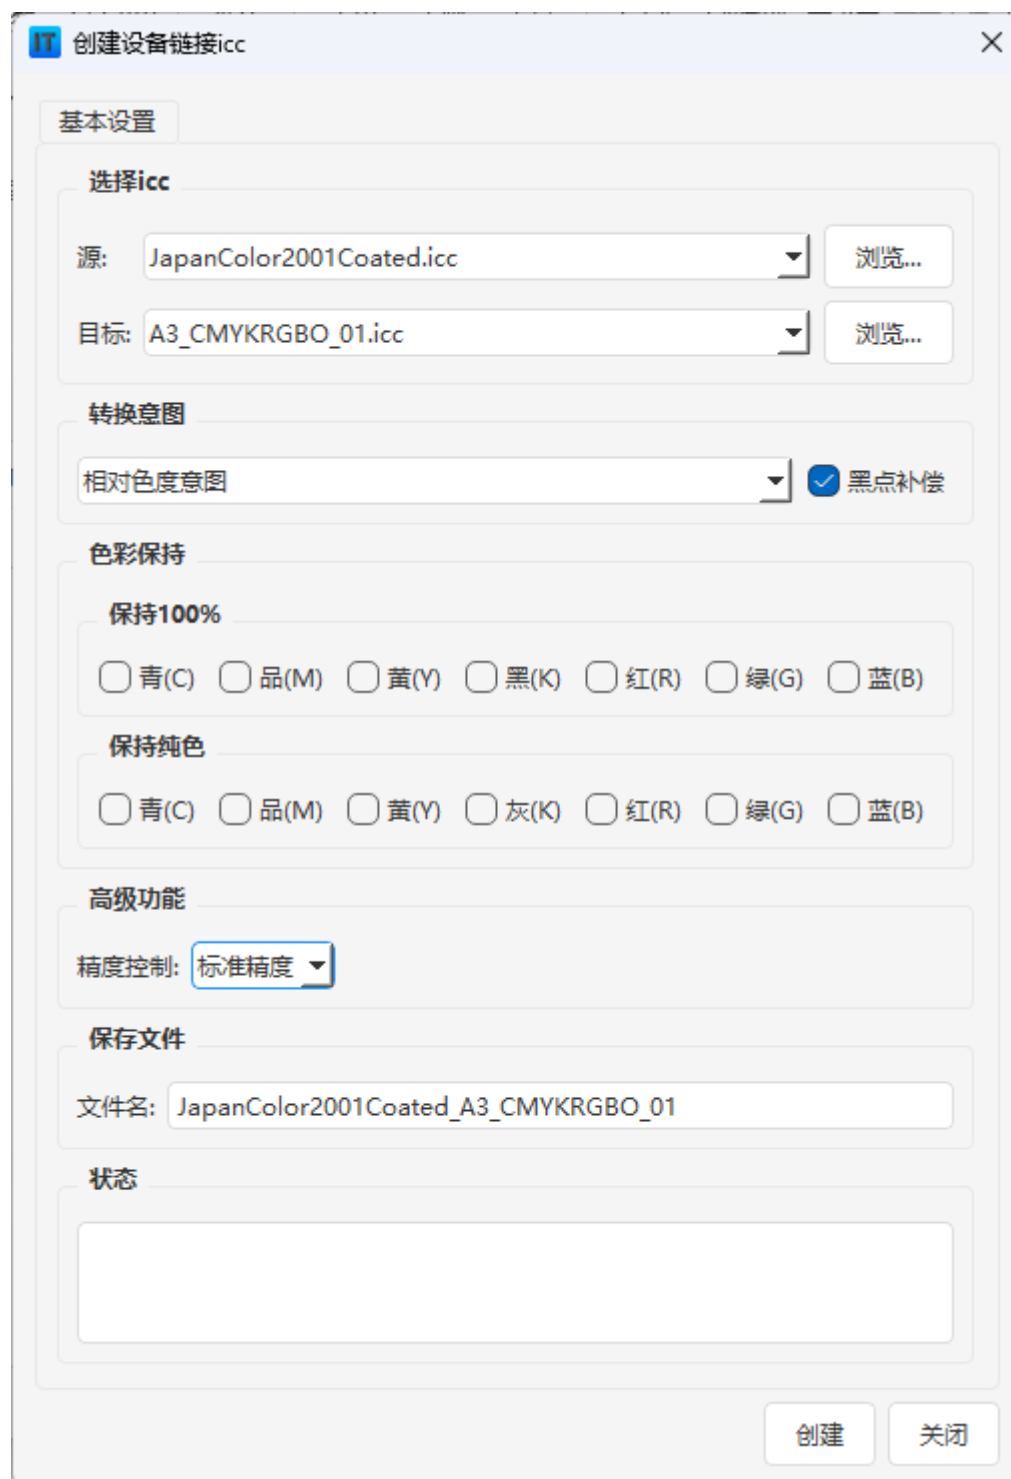 IT 创建设备链接icc
基本设置
选择icc
源: JapanColor2001Coated.icc 浏览...
目标: A3_CMYKRGBO_01.icc 浏览...
转换意图
相对色度意图 黑点补偿
色彩保持
保持100%
青(C) 品(M) 黄(Y) 黑(K) 红(R) 绿(G) 蓝(B)
保持纯色
青(C) 品(M) 黄(Y) 灰(K) 红(R) 绿(G) 蓝(B)
高级功能
精度控制: 标准精度
保存文件
文件名: JapanColor2001Coated_A3_CMYKRGBO_01
状态
创建 关闭